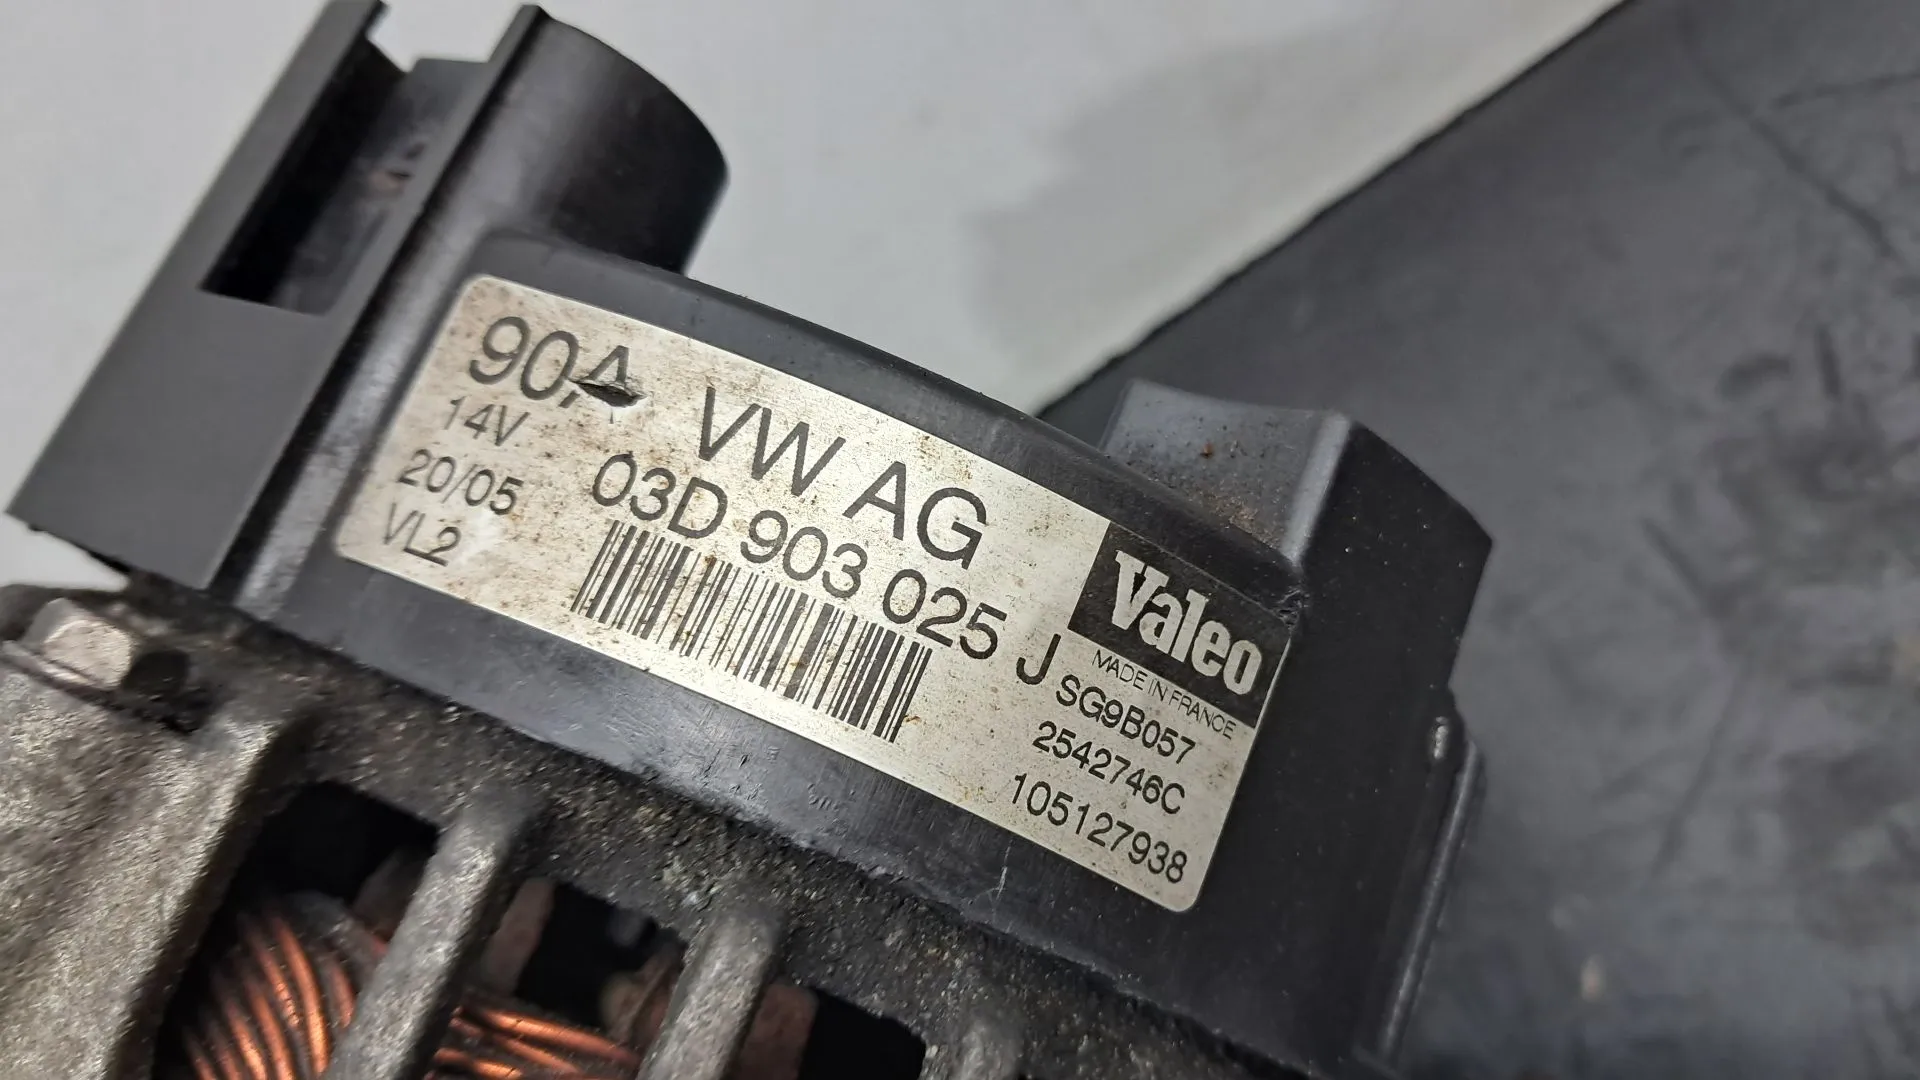 90A VW AG
14V
20/05 03D 903 025 J
VL2
Valeo
MADE IN FRANCE
SG9B057
2542746C
105127938